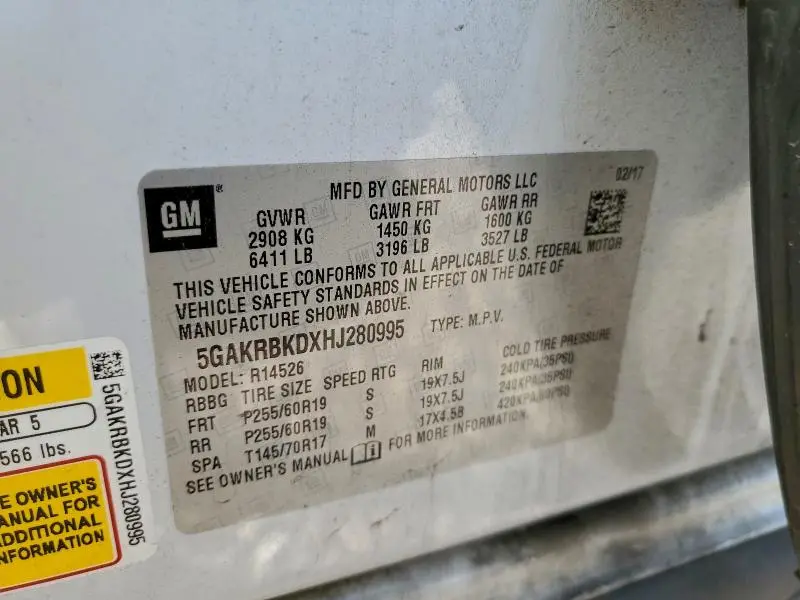 GM
®
MFD BY GENERAL MOTORS LLC
02/17
GVWR GAWR FRT GAWR RR
2908 KG 1450 KG 1600 KG
6411 LB 3196 LB 3527 LB
THIS VEHICLE CONFORMS TO ALL APPLICABLE U.S. FEDERAL MOTOR
VEHICLE SAFETY STANDARDS IN EFFECT ON THE DATE OF
MANUFACTURE SHOWN ABOVE.
5GAKRBKDXHJ280995 TYPE: M.P.V.
MODEL: R14526
RBBG TIRE SIZE SPEED RTG RIM COLD TIRE PRESSURE
FRT P255/60R19 S 19X7.5J 240KPA(35PSI)
RR P255/60R19 S 19X7.5J 240KPA(35PSI)
SPA T145/70R17 M 17X4.5B 420KPA(60PSI)
SEE OWNER'S MANUAL FOR MORE INFORMATION.
ON
AR 5
566 lbs.
E OWNER'S
ANUAL FOR
ADDITIONAL
NFORMATION
5GAKRBKDXHJ280995